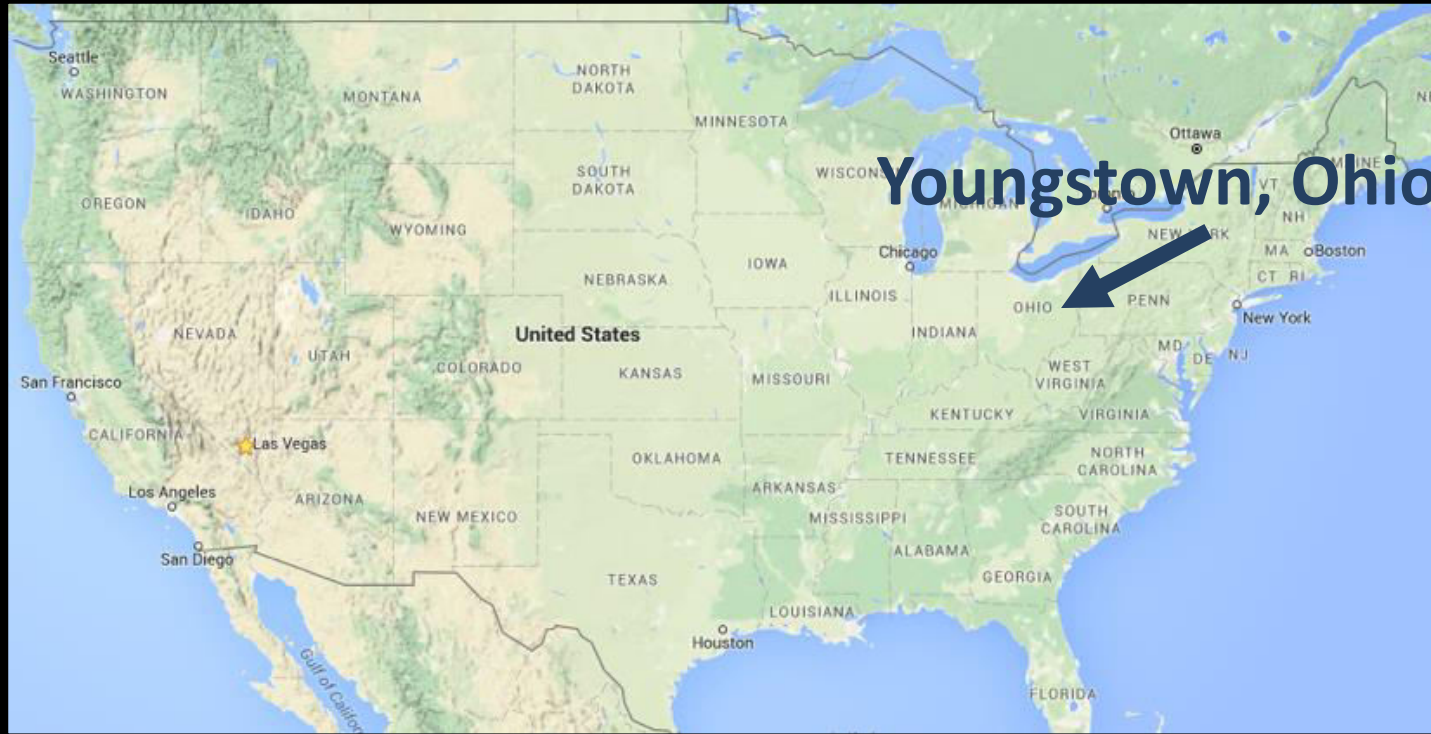 Seattle
WASHINGTON
MONTANA
NORTH
DAKOTA
MINNESOTA
Ottawa
OREGON
IDAHO
WYOMING
SOUTH
DAKOTA
Youngstown, Ohio
VT
NH
NEBRASKA
IOWA
Chicago
MA
Boston
CT
RI
ILLINOIS
INDIANA
OHIO
PENN
New York
NEVADA
UTAH
COLORADO
United States
KANSAS
MISSOURI
WEST
VIRGINIA
MD
DE
NJ
San Francisco
CALIFORNIA
Las Vegas
KENTUCKY
VIRGINIA
Los Angeles
ARIZONA
NEW MEXICO
OKLAHOMA
ARKANSAS
TENNESSEE
NORTH
CAROLINA
San Diego
TEXAS
MISSISSIPPI
ALABAMA
SOUTH
CAROLINA
GEORGIA
LOUISIANA
Houston
Gulf of Califor
FLORIDA